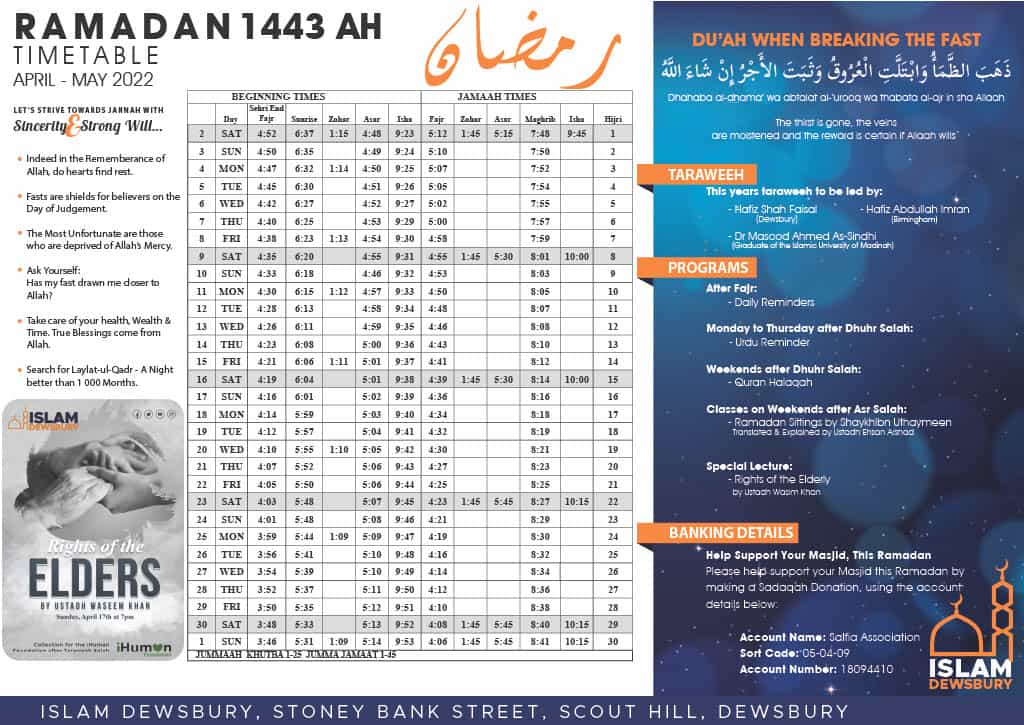 RAMADAN 1443 AH
TIMETABLE
APRIL - MAY 2022
رمضان
LET'S STRIVE TOWARDS JANNAH WITH
Sincerity & Strong Will...
• Indeed in the Rememberance of
Allah, do hearts find rest.
• Fasts are shields for believers on the
Day of Judgement.
• The Most Unfortunate are those
who are deprived of Allah's Mercy.
• Ask Yourself:
Has my fast drawn me closer to
Allah?
• Take care of your health, Wealth &
Time. True Blessings come from
Allah.
• Search for Laylat-ul-Qadr - A Night
better than 1 000 Months.
ISLAM
DEWSBURY
Rights of the
ELDERS
BY USTADH WASEEM KHAN
Sunday, April 17th at 7pm
Collection for the iHuman
Foundation after Taraweeh Salah
iHumon
BEGINNING TIMES JAMAAH TIMES
Day Sehri End Fajr Sunrise Zohar Asar Isha Fajr Zohar Asar Maghrib Isha Hijri
2 SAT 4:52 6:37 1:15 4:48 9:23 5:12 1:45 5:15 7:48 9:45 1
3 SUN 4:50 6:35 4:49 9:24 5:10 7:50 2
4 MON 4:47 6:32 1:14 4:50 9:25 5:07 7:52 3
5 TUE 4:45 6:30 4:51 9:26 5:05 7:54 4
6 WED 4:42 6:27 4:52 9:27 5:02 7:55 5
7 THU 4:40 6:25 4:53 9:29 5:00 7:57 6
8 FRI 4:38 6:23 1:13 4:54 9:30 4:58 7:59 7
9 SAT 4:35 6:20 4:55 9:31 4:55 1:45 5:30 8:01 10:00 8
10 SUN 4:33 6:18 4:46 9:32 4:53 8:03 9
11 MON 4:30 6:15 1:12 4:57 9:33 4:50 8:05 10
12 TUE 4:28 6:13 4:58 9:34 4:48 8:07 11
13 WED 4:26 6:11 4:59 9:35 4:46 8:08 12
14 THU 4:23 6:08 5:00 9:36 4:43 8:10 13
15 FRI 4:21 6:06 1:11 5:01 9:37 4:41 8:12 14
16 SAT 4:19 6:04 5:01 9:38 4:39 1:45 5:30 8:14 10:00 15
17 SUN 4:16 6:01 5:02 9:39 4:36 8:16 16
18 MON 4:14 5:59 5:03 9:40 4:34 8:18 17
19 TUE 4:12 5:57 5:04 9:41 4:32 8:19 18
20 WED 4:10 5:55 1:10 5:05 9:42 4:30 8:21 19
21 THU 4:07 5:52 5:06 9:43 4:27 8:23 20
22 FRI 4:05 5:50 5:06 9:44 4:25 8:25 21
23 SAT 4:03 5:48 5:07 9:45 4:23 1:45 5:45 8:27 10:15 22
24 SUN 4:01 5:48 5:08 9:46 4:21 8:29 23
25 MON 3:59 5:44 1:09 5:09 9:47 4:19 8:30 24
26 TUE 3:56 5:41 5:10 9:48 4:16 8:32 25
27 WED 3:54 5:39 5:10 9:49 4:14 8:34 26
28 THU 3:52 5:37 5:11 9:50 4:12 8:36 27
29 FRI 3:50 5:35 5:12 9:51 4:10 8:38 28
30 SAT 3:48 5:33 5:13 9:52 4:08 1:45 5:45 8:40 10:15 29
1 SUN 3:46 5:31 1:09 5:14 9:53 4:06 1:45 5:45 8:41 10:15 30
JUMMAAH KHUTBA 1-25 JUMMA JAMAAT 1-45
DU'AH WHEN BREAKING THE FAST
ذَهَبَ الظَّمَأُ وَابْتَلَّتِ الْعُرُوقُ وَثَبَتَ الأَجْرُ إِنْ شَاءَ اللَّهُ
Dhahaba al-dhama' wa abtalat al-'urooq wa thabata al-ajr in sha Allaah
The thirst is gone, the veins
are moistened and the reward is certain if Allaah wills
TARAWEEH
This years taraweeh to be led by:
- Hafiz Shah Faisal - Hafiz Abdullah Imran
(Dewsbury) (Birmingham)
- Dr Masood Ahmed As-Sindhi
(Graduate of the Islamic University of Madinah)
PROGRAMS
After Fajr:
- Daily Reminders
Monday to Thursday after Dhuhr Salah:
- Urdu Reminder
Weekends after Dhuhr Salah:
- Quran Halaqah
Classes on Weekends after Asr Salah:
- Ramadan Sittings by Shaykhibn Uthaymeen
Translated & Explained by Ustadh Ehsan Arshad
Special Lecture:
- Rights of the Elderly
by Ustadh Wasim Khan
BANKING DETAILS
Help Support Your Masjid, This Ramadan
Please help support your Masjid this Ramadan by
making a Sadaqah Donation, using the account
details below:
Account Name: Salfia Association
Sort Code: 05-04-09
Account Number: 18094410
ISLAM
DEWSBURY
ISLAM DEWSBURY, STONEY BANK STREET, SCOUT HILL, DEWSBURY